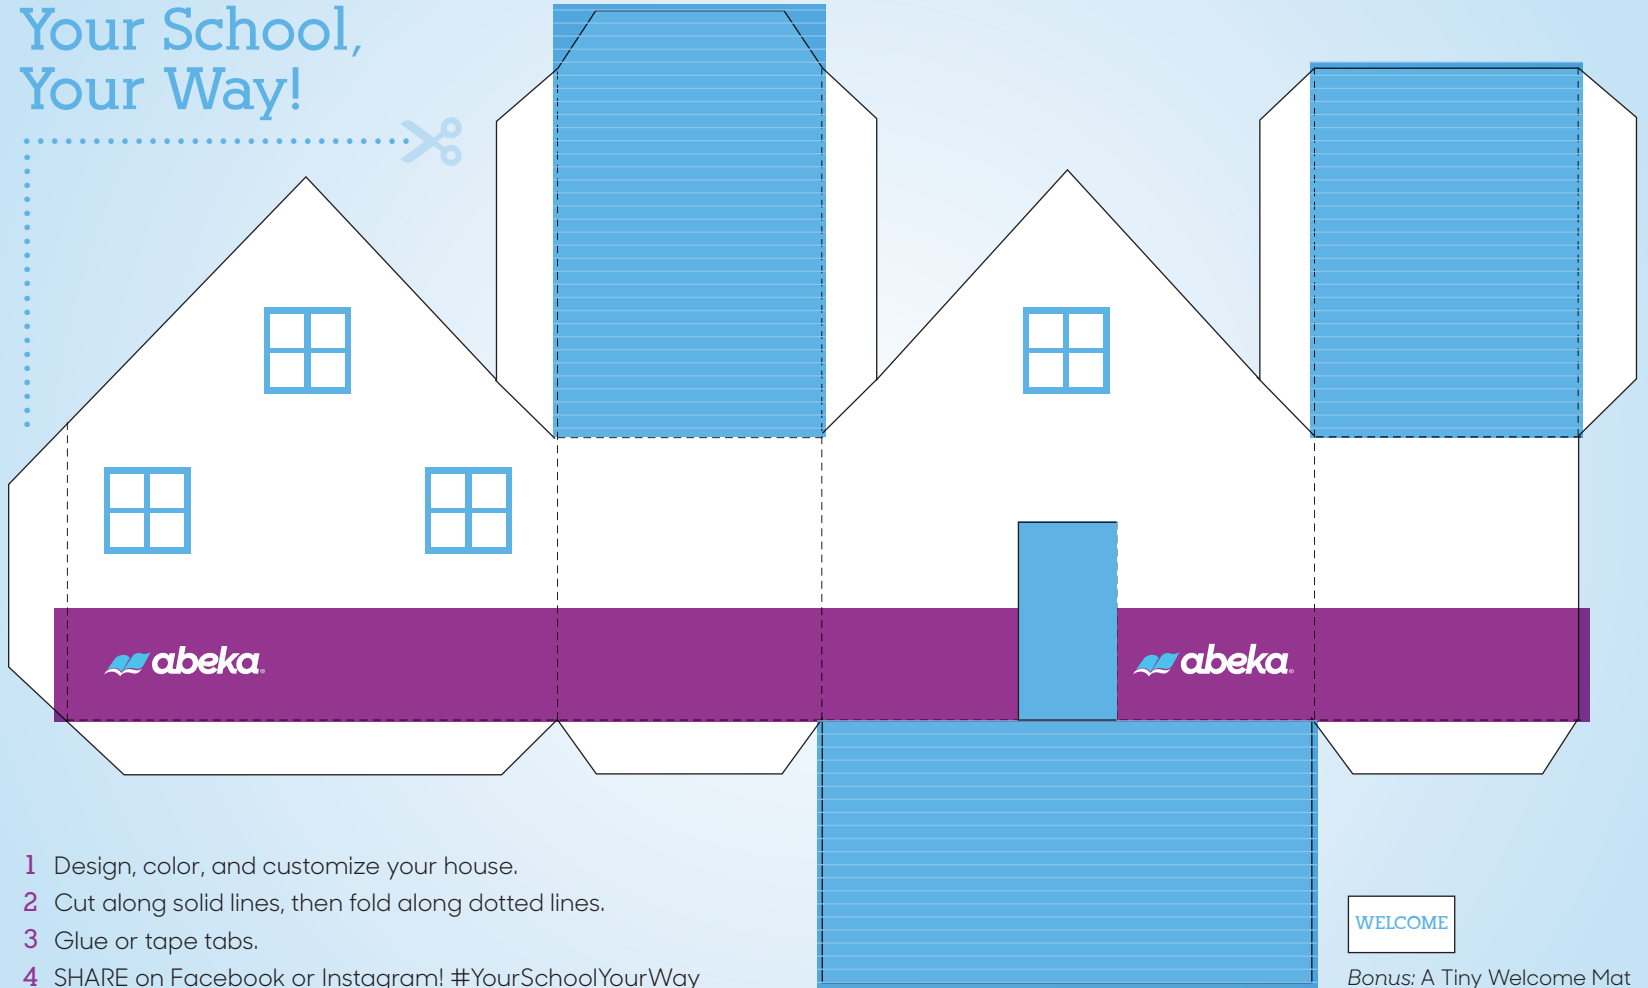 Your School,
Your Way!
abeka®
abeka®
1 Design, color, and customize your house.
2 Cut along solid lines, then fold along dotted lines.
3 Glue or tape tabs.
4 SHARE on Facebook or Instagram! #YourSchoolYourWay
WELCOME
Bonus: A Tiny Welcome Mat